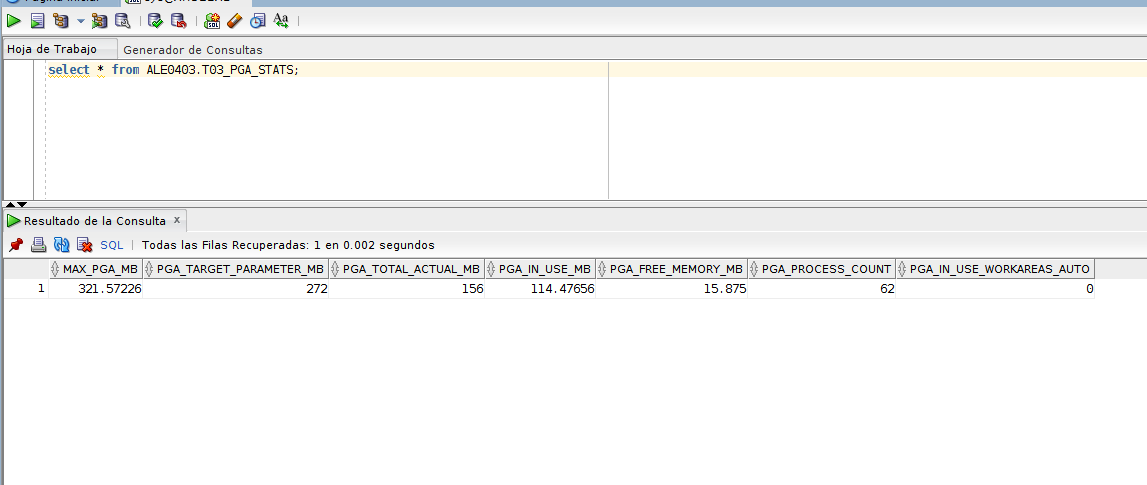 Hoja de Trabajo Generador de Consultas
select * from ALE0403.T03_PGA_STATS;
Resultado de la Consulta x
SQL | Todas las Filas Recuperadas: 1 en 0.002 segundos
MAX_PGA_MB PGA_TARGET_PARAMETER_MB PGA_TOTAL_ACTUAL_MB PGA_IN_USE_MB PGA_FREE_MEMORY_MB PGA_PROCESS_COUNT PGA_IN_USE_WORKAREAS_AUTO
1 321.57226 272 156 114.47656 15.875 62 0